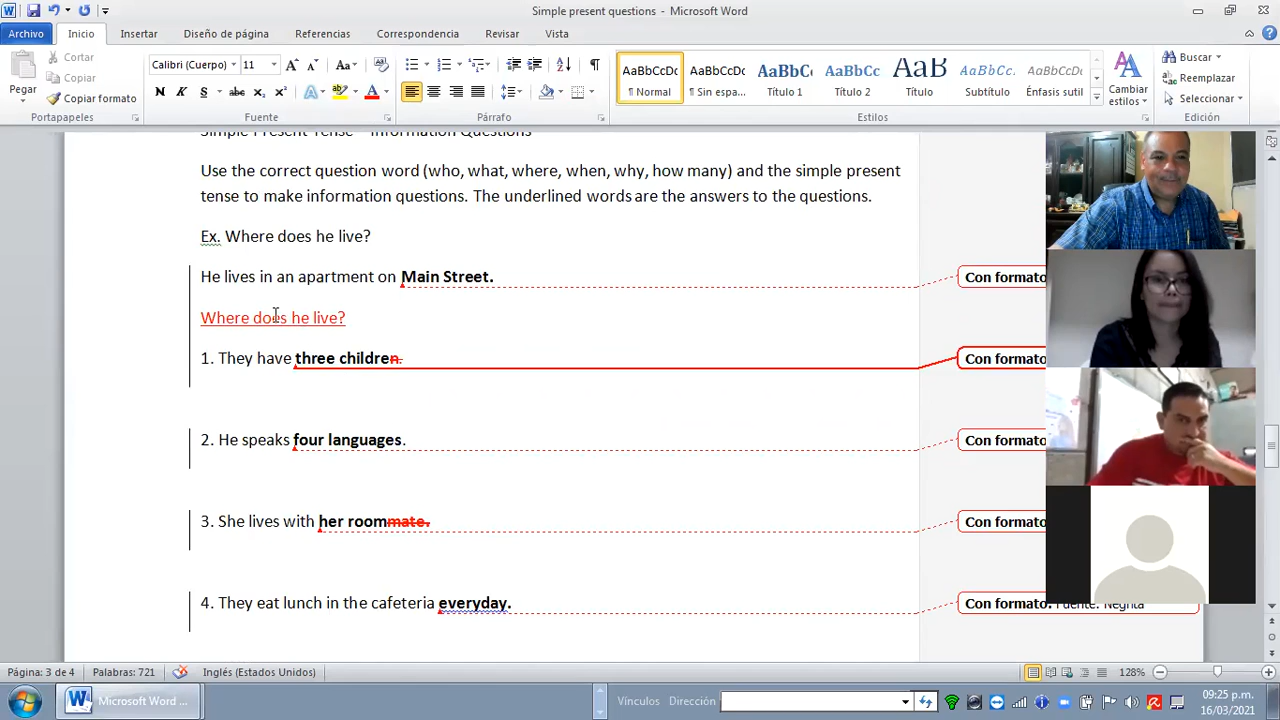 Simple present questions - Microsoft Word
Archivo Inicio Insertar Diseño de página Referencias Correspondencia Revisar Vista
Pegar
Cortar
Copiar
Copiar formato
Calibri (Cuerpo) 11
Normal
Sin espa...
Título 1
Título 2
Título
Subtítulo
Énfasis sutil
Cambiar
estilos
Buscar
Reemplazar
Seleccionar
Portapapeles Fuente Párrafo Estilos Edición
Simple Present Tense - Information Questions
Use the correct question word (who, what, where, when, why, how many) and the simple present
tense to make information questions. The underlined words are the answers to the questions.
Ex. Where does he live?
He lives in an apartment on Main Street.
Con formato
Where does he live?
1. They have three children.
Con formato
2. He speaks four languages.
Con formato
3. She lives with her roommate.
Con formato
4. They eat lunch in the cafeteria everyday.
Con formato: Fuente: Negrita
Página: 3 de 4 Palabras: 721 Inglés (Estados Unidos) 128%
Microsoft Word ...
Vínculos Dirección
09:25 p.m.
16/03/2021